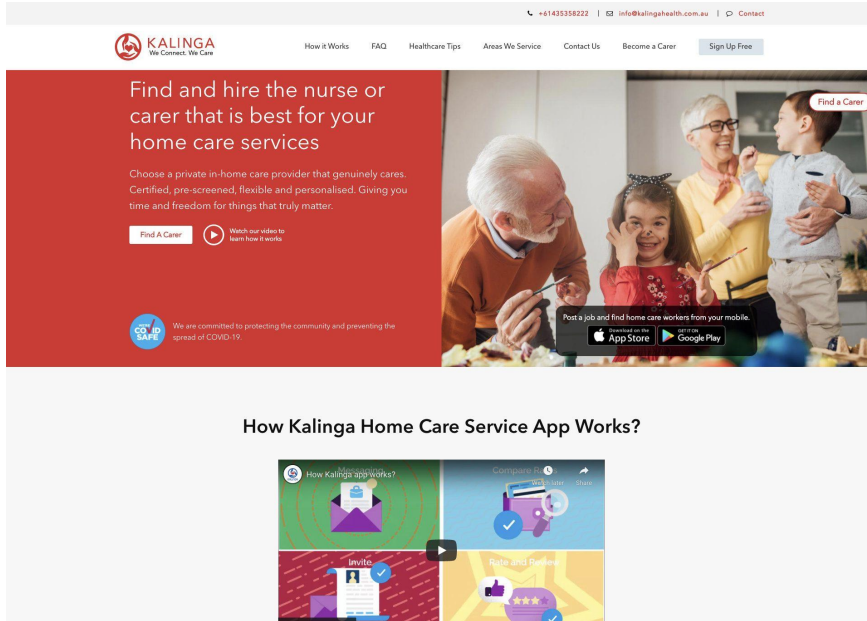 +61435358222 | info@kalingahealth.com.au | Contact
KALINGA
We Connect. We Care
How it Works FAQ Healthcare Tips Areas We Service Contact Us Become a Carer Sign Up Free
Find and hire the nurse or
carer that is best for your
home care services
Find a Carer
Choose a private in-home care provider that genuinely cares.
Certified, pre-screened, flexible and personalised. Giving you
time and freedom for things that truly matter.
Find A Carer
Watch our video to
learn how it works
COVID
SAFE
We are committed to protecting the community and preventing the
spread of COVID-19.
Post a job and find home care workers from your mobile.
Download on the
App Store
GET IT ON
Google Play
How Kalinga Home Care Service App Works?
How Kalinga app works?
Messaging
Compare Rates
Watch later
Share
Invite
Rate and Review